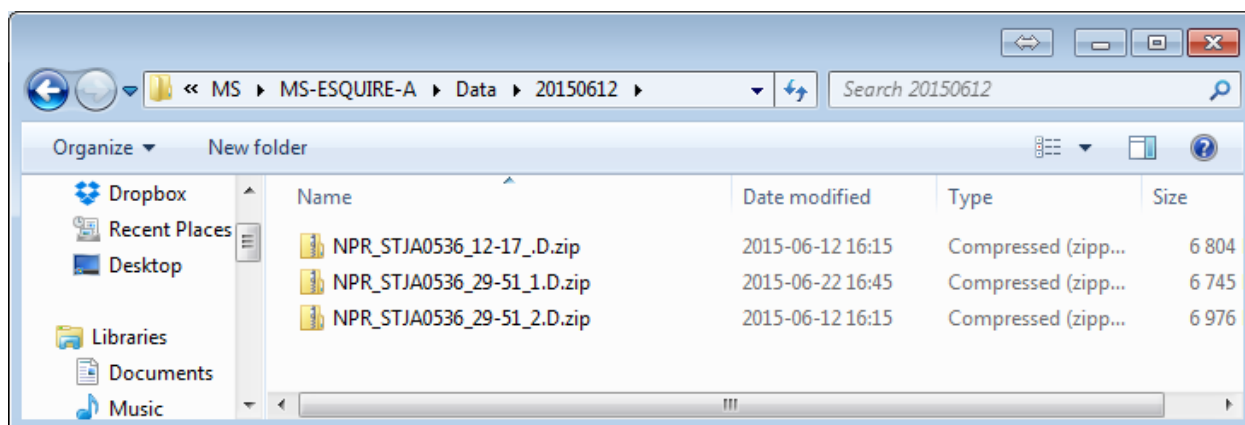 « MS ▸ MS-ESQUIRE-A ▸ Data ▸ 20150612 ▸ Search 20150612
Organize ▼ New folder
Dropbox
Recent Places
Desktop
Libraries
Documents
Music
Name Date modified Type Size
NPR_STJA0536_12-17_.D.zip 2015-06-12 16:15 Compressed (zipp... 6 804
NPR_STJA0536_29-51_1.D.zip 2015-06-22 16:45 Compressed (zipp... 6 745
NPR_STJA0536_29-51_2.D.zip 2015-06-12 16:15 Compressed (zipp... 6 976